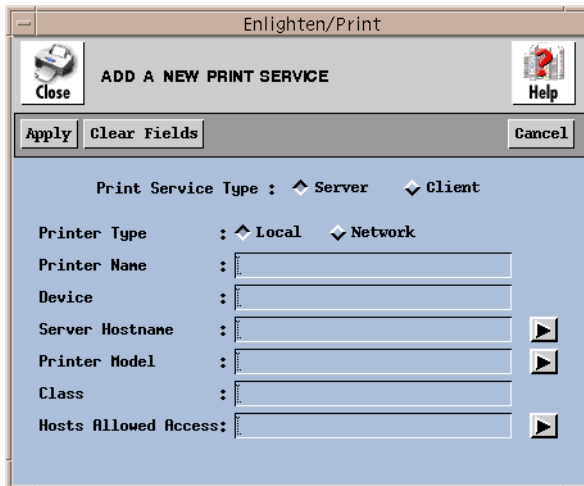 Enlighten/Print
Close ADD A NEW PRINT SERVICE Help
Apply Clear Fields Cancel
Print Service Type : Server Client
Printer Type : Local Network
Printer Name :
Device :
Server Hostname :
Printer Model :
Class :
Hosts Allowed Access: